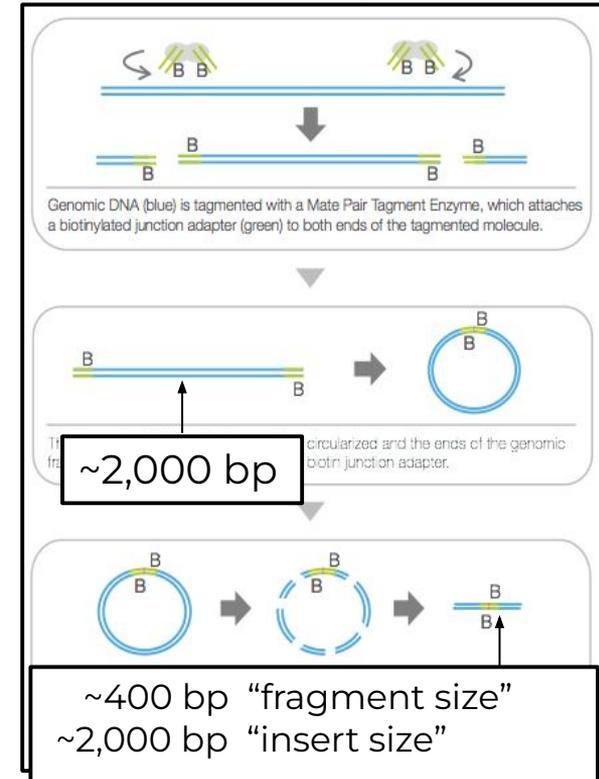 B B B B
B B
B B
Genomic DNA (blue) is tagmented with a Mate Pair Tagment Enzyme, which attaches
a biotinylated junction adapter (green) to both ends of the tagmented molecule.
B
B
B
B
circularized and the ends of the genomic
biotin junction adapter.
~2,000 bp
B B B
B B B
~400 bp “fragment size”
~2,000 bp “insert size”